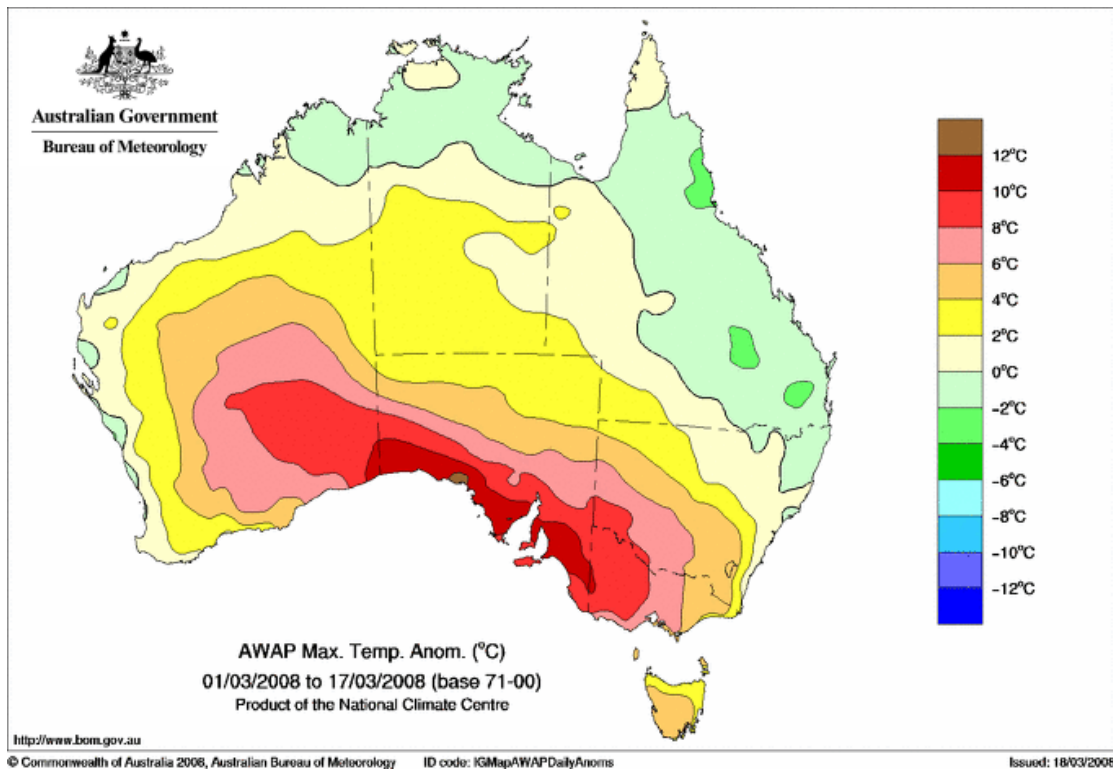 Australian Government
Bureau of Meteorology
12°C
10°C
8°C
6°C
4°C
2°C
0°C
-2°C
-4°C
-6°C
-8°C
-10°C
-12°C
AWAP Max. Temp. Anom. (°C)
01/03/2008 to 17/03/2008 (base 71-00)
Product of the National Climate Centre
http://www.bom.gov.au
© Commonwealth of Australia 2008, Australian Bureau of Meteorology ID code: IGMapAWAPDailyAnoms Issued: 18/03/2008